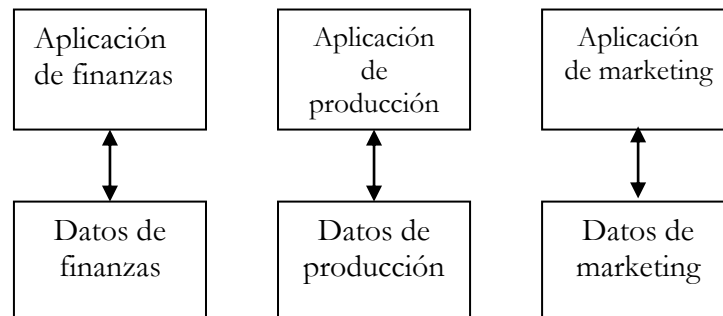 Aplicación
de finanzas
Aplicación
de
producción
Aplicación
de marketing
Datos de
finanzas
Datos de
producción
Datos de
marketing